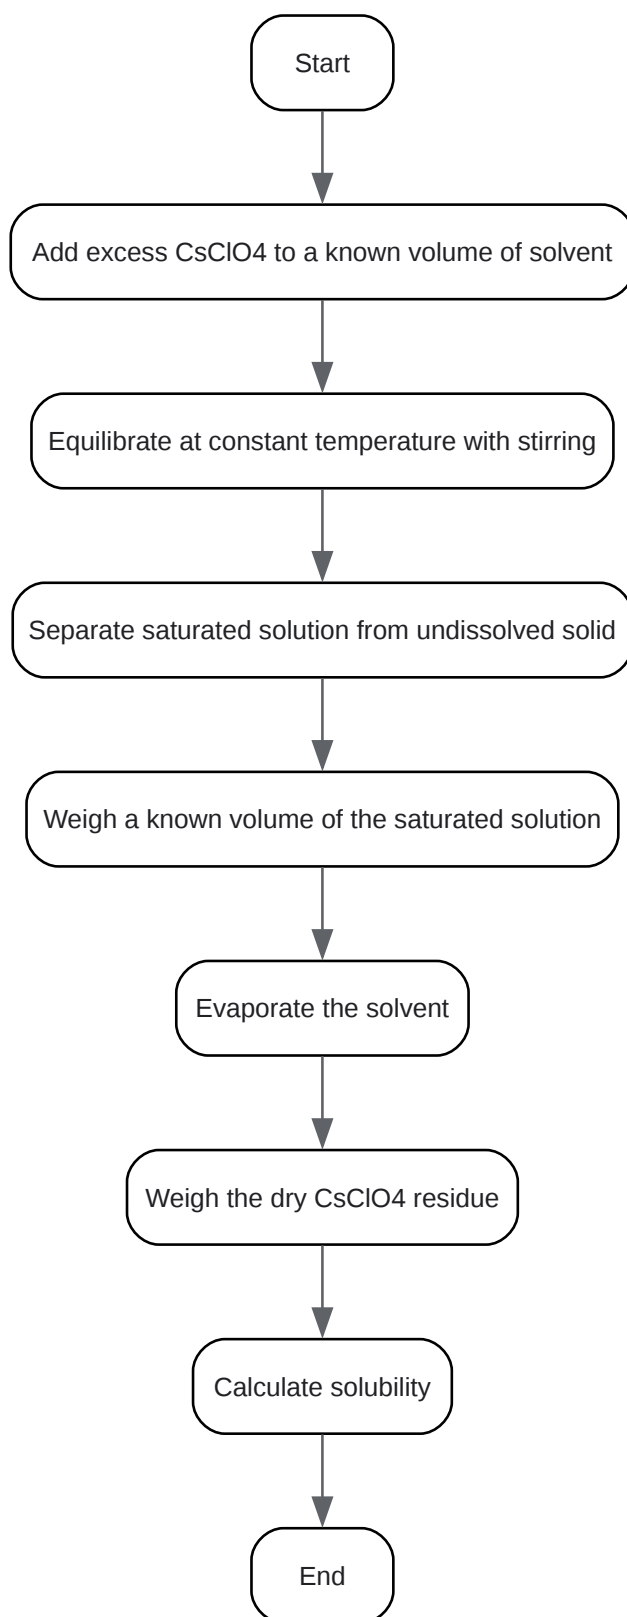 Start
Add excess CsClO4 to a known volume of solvent
Equilibrate at constant temperature with stirring
Separate saturated solution from undissolved solid
Weigh a known volume of the saturated solution
Evaporate the solvent
Weigh the dry CsClO4 residue
Calculate solubility
End